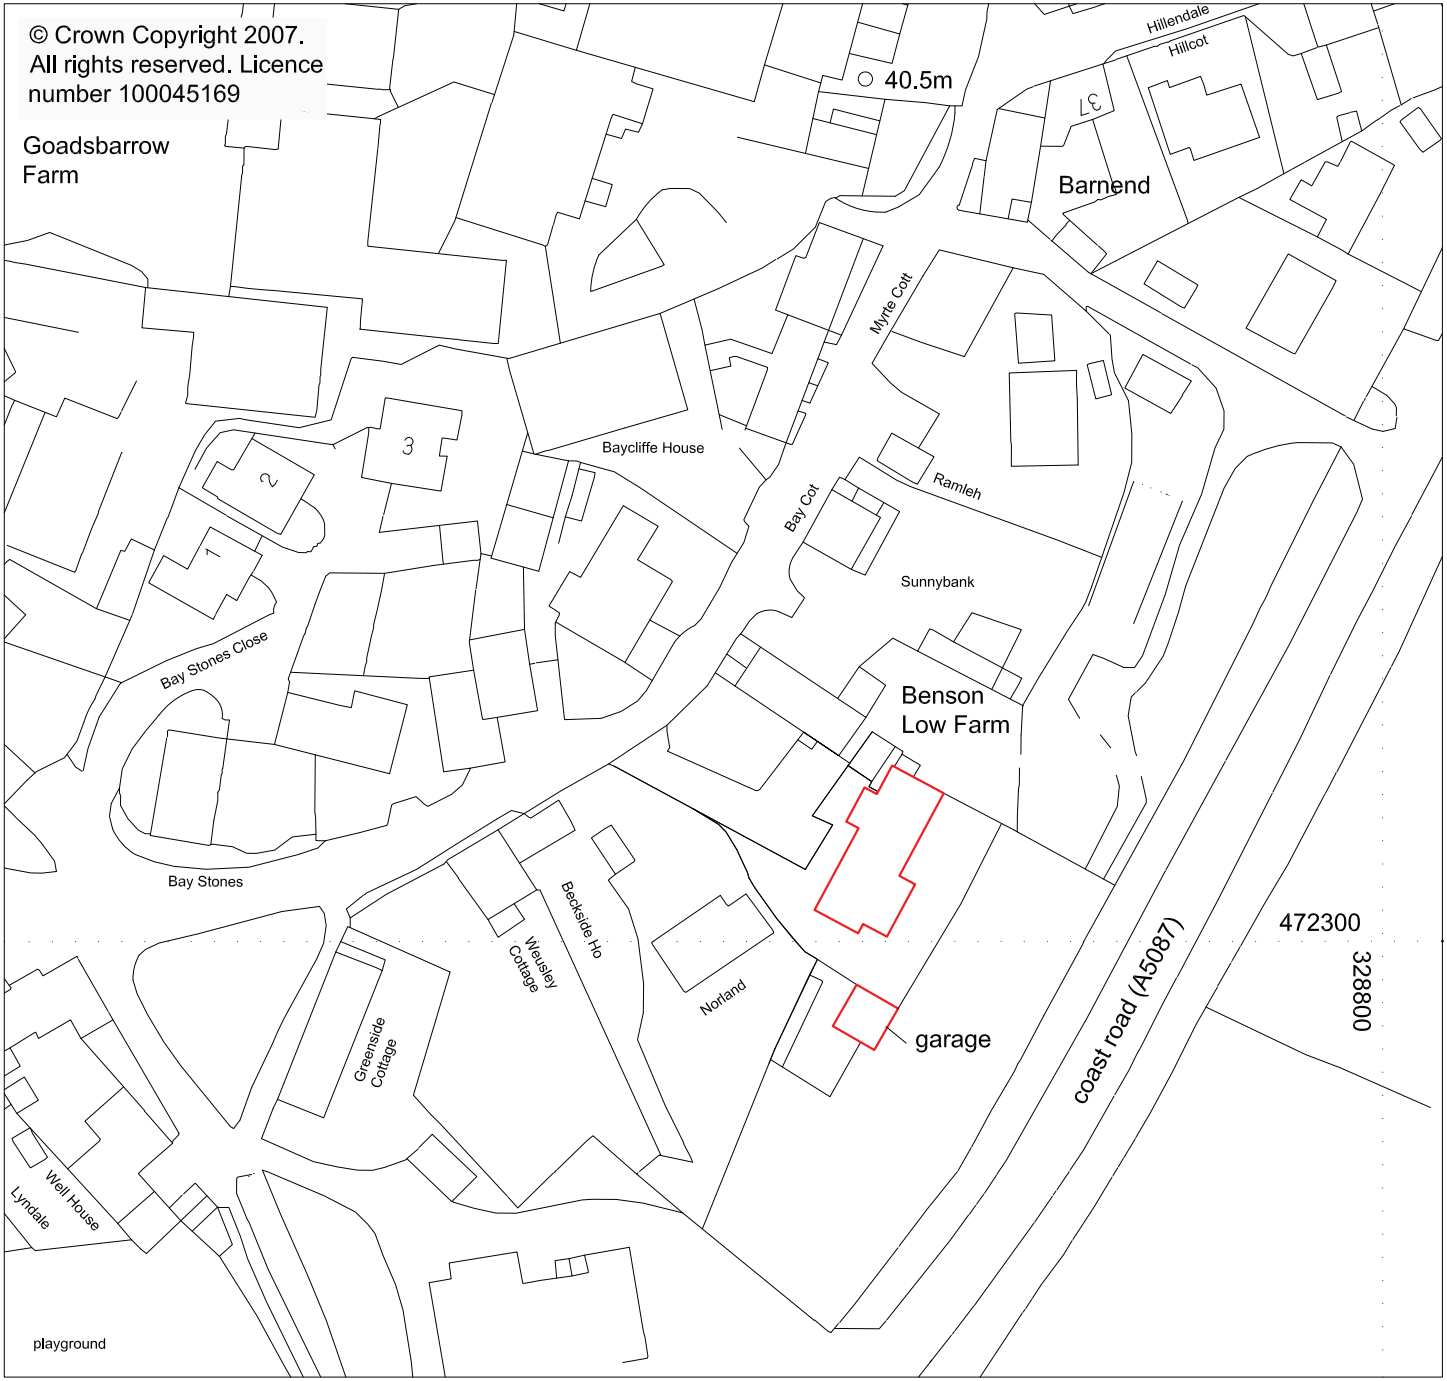 © Crown Copyright 2007.
All rights reserved. Licence
number 100045169
Goadsbarrow
Farm
40.5m
Hillendale
Hillcot
37
Barnend
Myrte Cott
Baycliffe House
3
2
1
Ramleh
Bay Cot
Sunnybank
Bay Stones Close
Benson
Low Farm
Bay Stones
Beckside Ho
Weusley
Cottage
Norland
Greenside
Cottage
garage
coast road (A5087)
472300
328800
Well House
Lyndale
playground